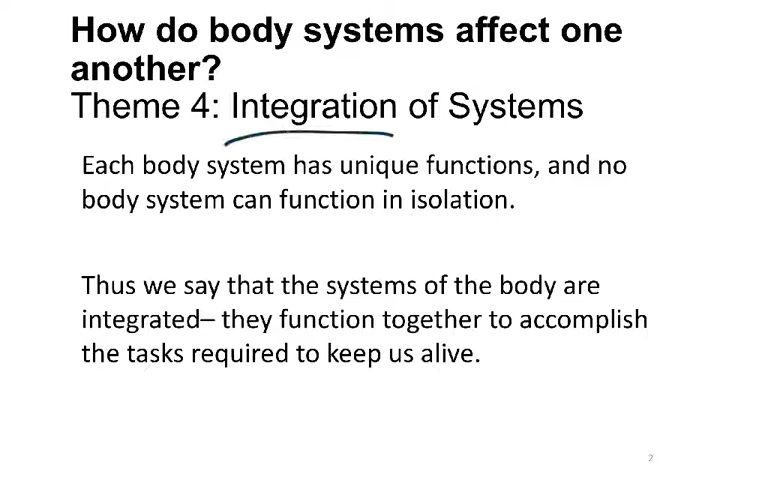 How do body systems affect one
another?
Theme 4: Integration of Systems
Each body system has unique functions, and no
body system can function in isolation.
Thus we say that the systems of the body are
integrated– they function together to accomplish
the tasks required to keep us alive.
2